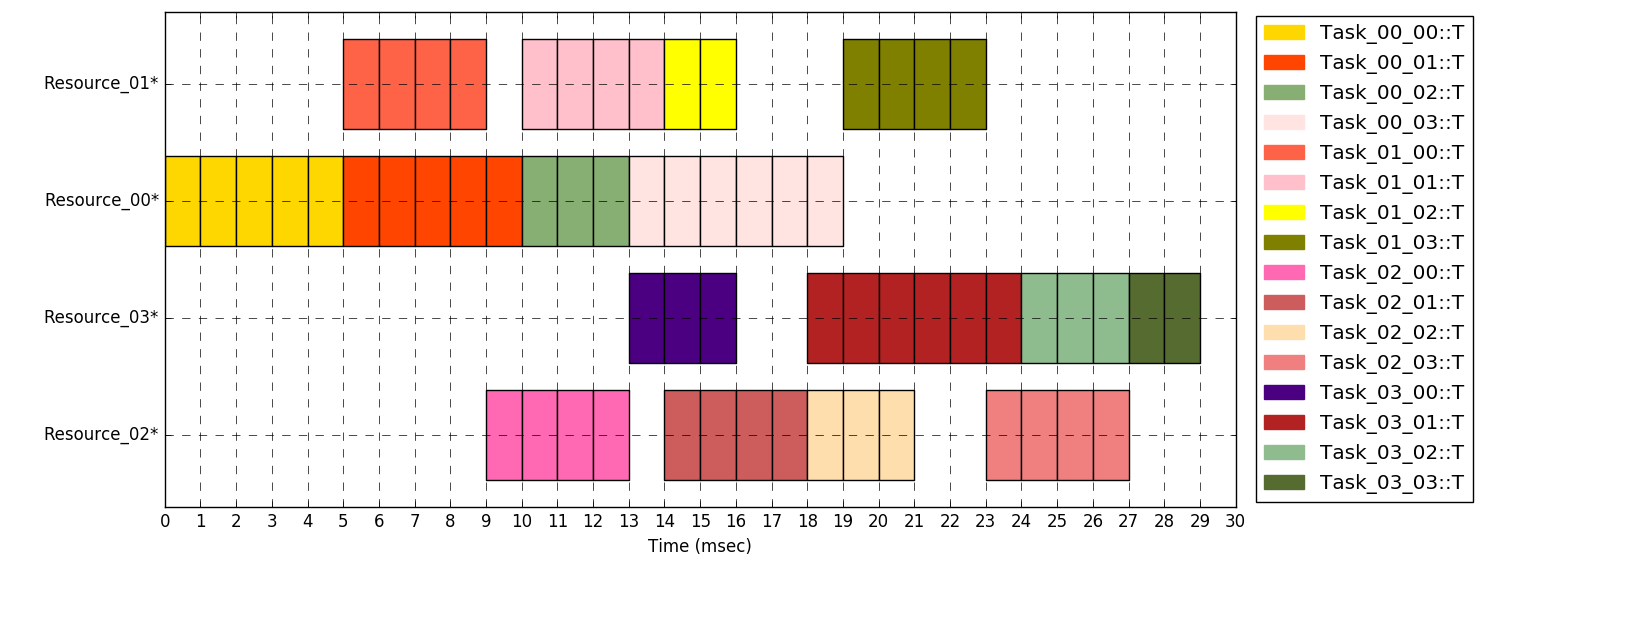 Resource_01*
Resource_00*
Resource_03*
Resource_02*
0 1 2 3 4 5 6 7 8 9 10 11 12 13 14 15 16 17 18 19 20 21 22 23 24 25 26 27 28 29 30
Time (msec)
Task_00_00::T
Task_00_01::T
Task_00_02::T
Task_00_03::T
Task_01_00::T
Task_01_01::T
Task_01_02::T
Task_01_03::T
Task_02_00::T
Task_02_01::T
Task_02_02::T
Task_02_03::T
Task_03_00::T
Task_03_01::T
Task_03_02::T
Task_03_03::T